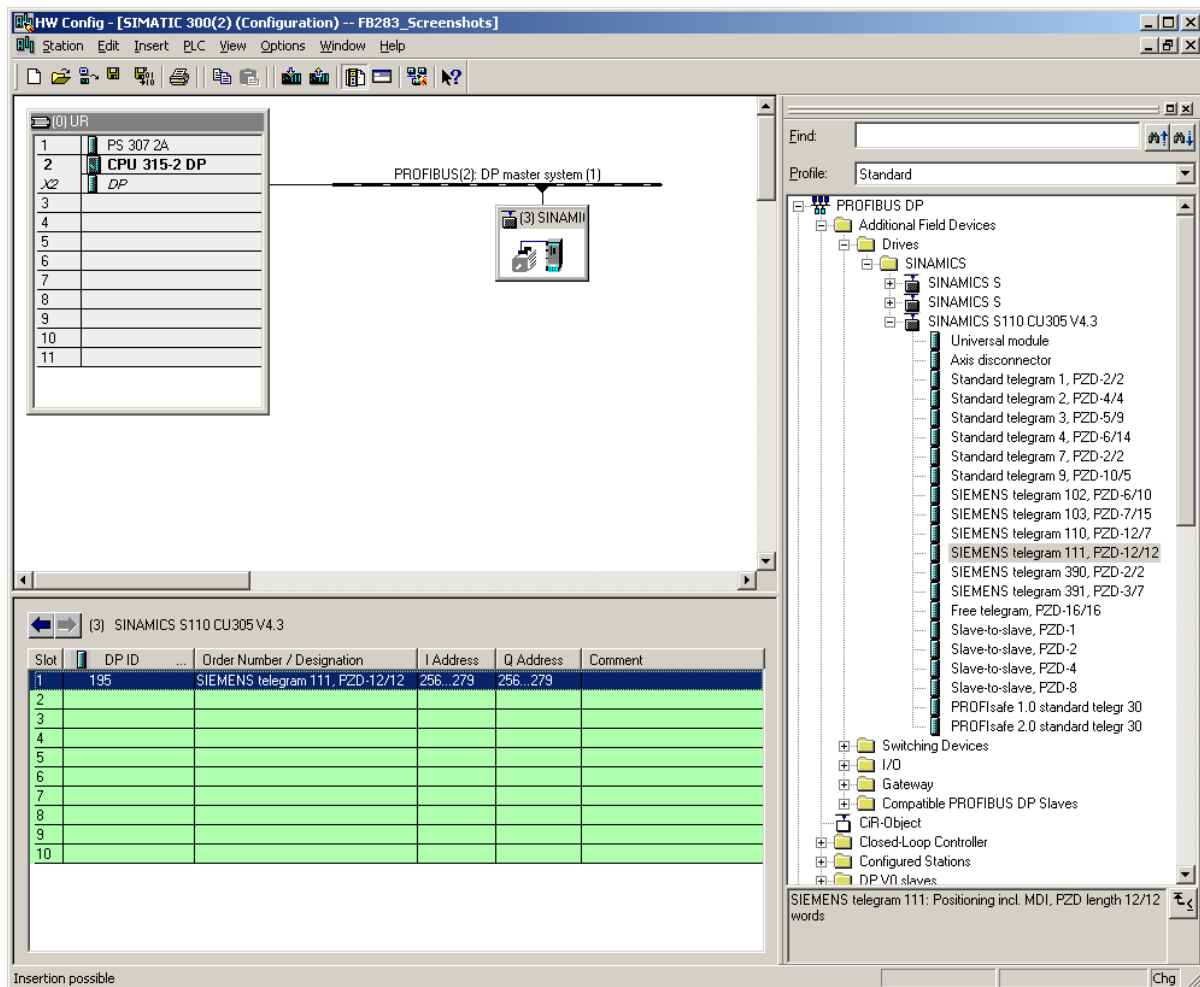 HW Config - [SIMATIC 300(2) (Configuration) -- FB283_Screenshots]
Station Edit Insert PLC View Options Window Help
(0) UR
1 PS 307 2A
2 CPU 315-2 DP
X2 DP
3
4
5
6
7
8
9
10
11
PROFIBUS(2): DP master system (1)
(3) SINAMI
(3) SINAMICS S110 CU305 V4.3
Slot DP ID ... Order Number / Designation I Address Q Address Comment
1 195 SIEMENS telegram 111, PZD-12/12 256...279 256...279
2
3
4
5
6
7
8
9
10
Find:
Profile: Standard
PROFIBUS DP
Additional Field Devices
Drives
SINAMICS
SINAMICS S
SINAMICS S
SINAMICS S110 CU305 V4.3
Universal module
Axis disconnector
Standard telegram 1, PZD-2/2
Standard telegram 2, PZD-4/4
Standard telegram 3, PZD-5/9
Standard telegram 4, PZD-6/14
Standard telegram 7, PZD-2/2
Standard telegram 9, PZD-10/5
SIEMENS telegram 102, PZD-6/10
SIEMENS telegram 103, PZD-7/15
SIEMENS telegram 110, PZD-12/7
SIEMENS telegram 111, PZD-12/12
SIEMENS telegram 390, PZD-2/2
SIEMENS telegram 391, PZD-3/7
Free telegram, PZD-16/16
Slave-to-slave, PZD-1
Slave-to-slave, PZD-2
Slave-to-slave, PZD-4
Slave-to-slave, PZD-8
PROFIsafe 1.0 standard telegr 30
PROFIsafe 2.0 standard telegr 30
Switching Devices
I/O
Gateway
Compatible PROFIBUS DP Slaves
CiR-Object
Closed-Loop Controller
Configured Stations
DP V0 slaves
SIEMENS telegram 111: Positioning incl. MDI, PZD length 12/12
words
Insertion possible
Chg